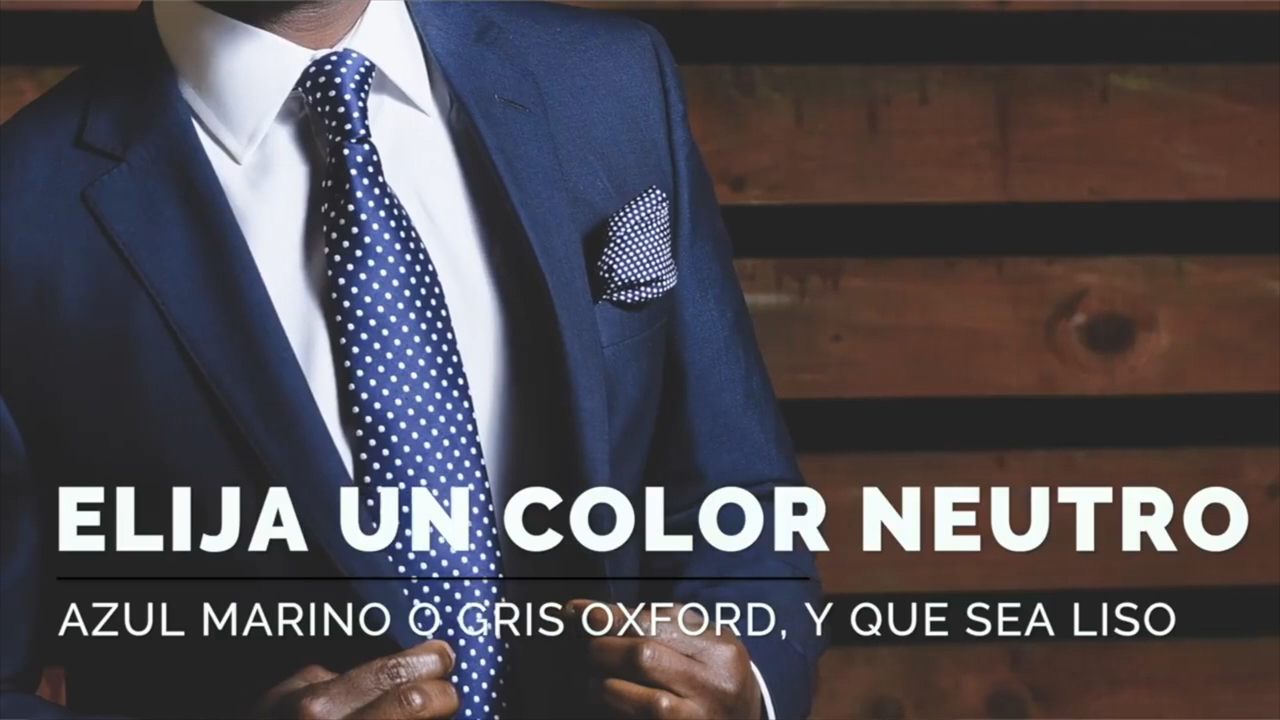 ELIJA UN COLOR NEUTRO
AZUL MARINO O GRIS OXFORD, Y QUE SEA LISO